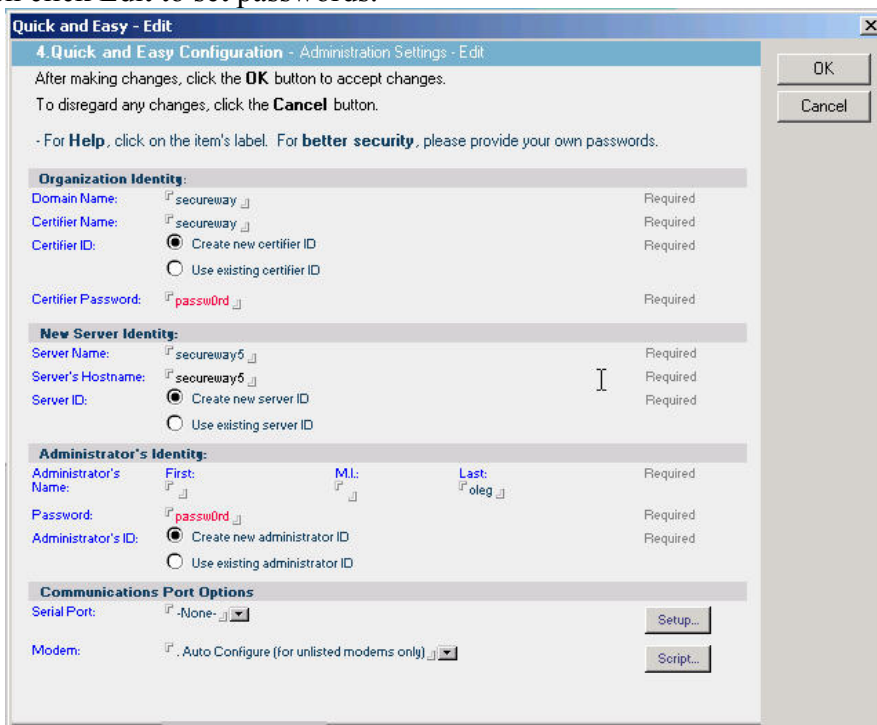 click Edit to set passwords.
Quick and Easy - Edit
4.Quick and Easy Configuration - Administration Settings - Edit
OK
After making changes, click the OK button to accept changes.
Cancel
To disregard any changes, click the Cancel button.
- For Help, click on the item's label. For better security, please provide your own passwords.
Organization Identity:
Domain Name: secureway Required
Certifier Name: secureway Required
Certifier ID: Create new certifier ID Required
Use existing certifier ID
Certifier Password: passw0rd Required
New Server Identity:
Server Name: secureway5 Required
Server's Hostname: secureway5 Required
Server ID: Create new server ID Required
Use existing server ID
Administrator's Identity:
Administrator's Name: First: M.I.: Last: oleg Required
Password: passw0rd Required
Administrator's ID: Create new administrator ID Required
Use existing administrator ID
Communications Port Options
Serial Port: -None- Setup...
Modem: . Auto Configure (for unlisted modems only) Script...